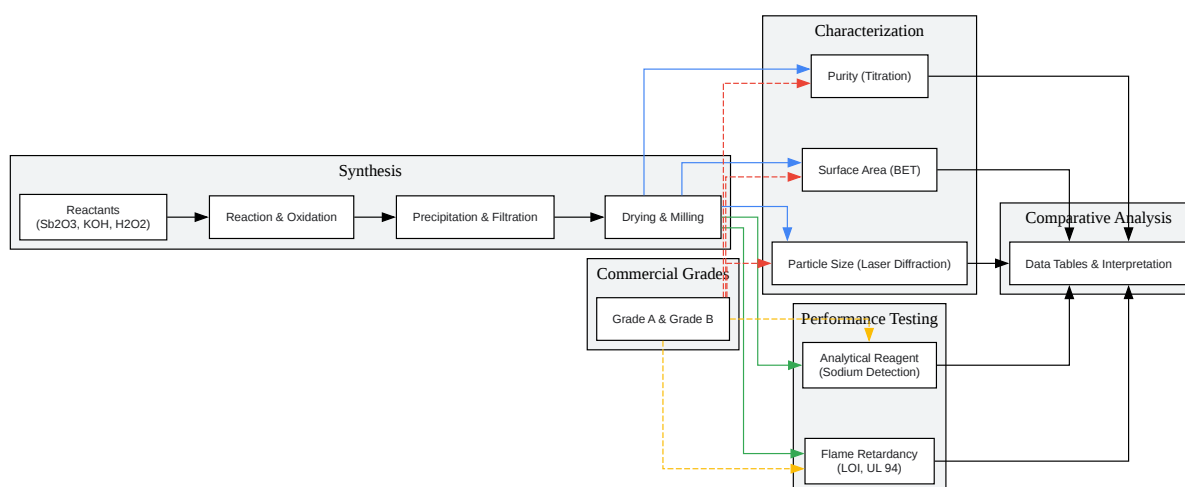 Characterization
Purity (Titration)
Surface Area (BET)
Particle Size (Laser Diffraction)
Synthesis
Reactants
(Sb2O3, KOH, H2O2)
Reaction & Oxidation
Precipitation & Filtration
Drying & Milling
Comparative Analysis
Data Tables & Interpretation
Commercial Grades
Grade A & Grade B
Performance Testing
Analytical Reagent
(Sodium Detection)
Flame Retardancy
(LOI, UL 94)